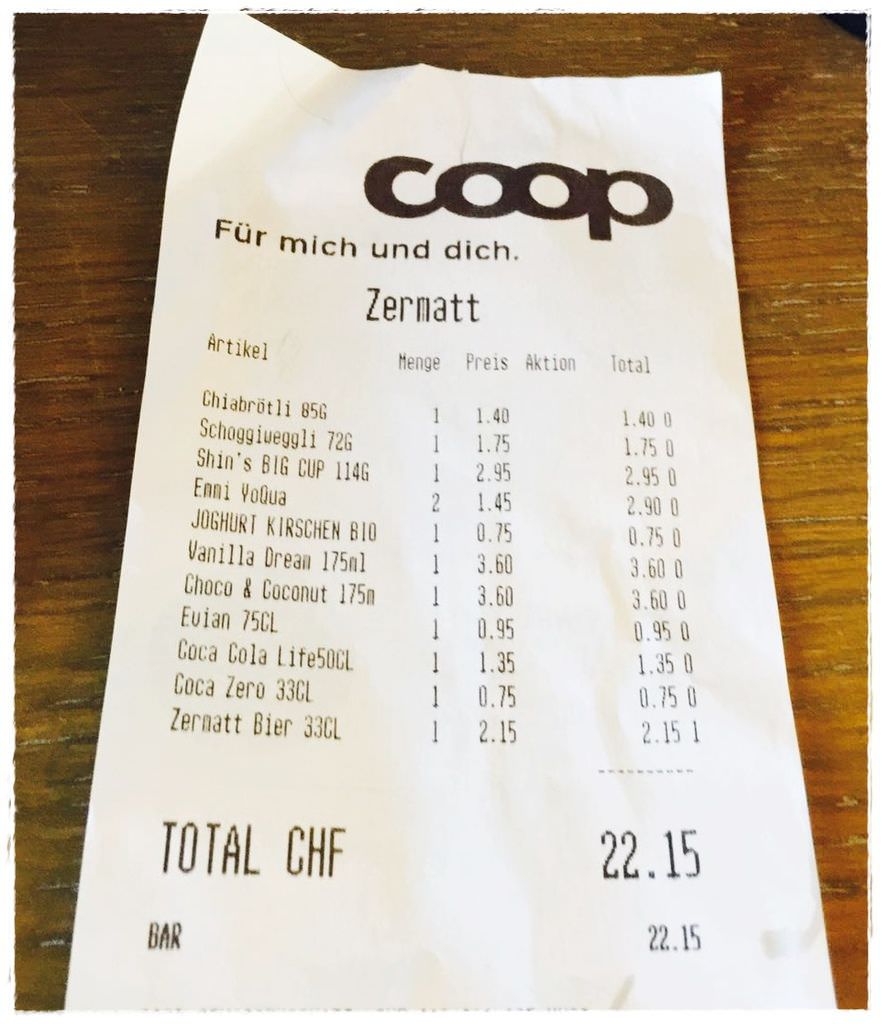 coop
Für mich und dich.
Zermatt
Artikel Menge Preis Aktion Total
Chiabrötli 85G 1 1.40 1.40 0
Schoggiweggli 72G 1 1.75 1.75 0
Shin's BIG CUP 114G 1 2.95 2.95 0
Emmi YoQua 2 1.45 2.90 0
JOGHURT KIRSCHEN BIO 1 0.75 0.75 0
Vanilla Dream 175ml 1 3.60 3.60 0
Choco & Coconut 175m 1 3.60 3.60 0
Evian 75CL 1 0.95 0.95 0
Coca Cola Life50CL 1 1.35 1.35 0
Coca Zero 33CL 1 0.75 0.75 0
Zermatt Bier 33CL 1 2.15 2.15 1
----------
TOTAL CHF 22.15
BAR 22.15